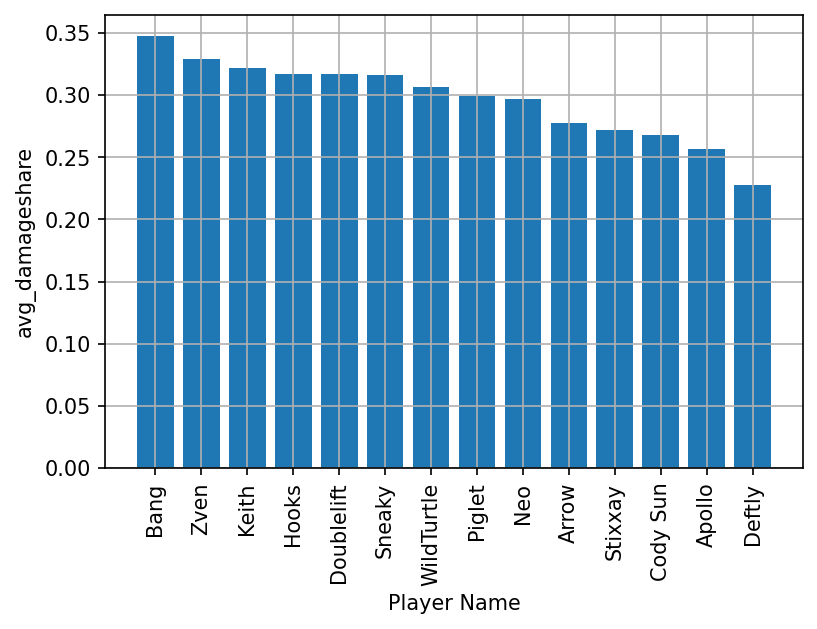 avg_damageshare
0.35
0.30
0.25
0.20
0.15
0.10
0.05
0.00
Bang
Zven
Keith
Hooks
Doublelift
Sneaky
WildTurtle
Piglet
Neo
Arrow
Stixxay
Cody Sun
Apollo
Deftly
Player Name